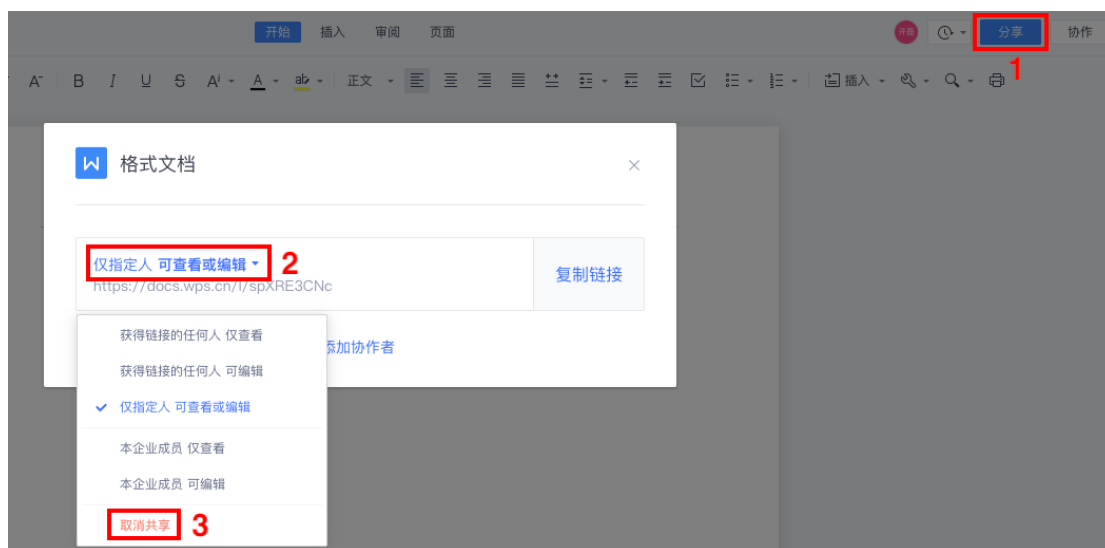 开始 插入 审阅 页面 分享 协作
1
A⁻ B I U S A A ab 正文 插入
格式文档
仅指定人 可查看或编辑 2
https://docs.wps.cn/l/spXRE3CNc
复制链接
获得链接的任何人 仅查看
添加协作者
获得链接的任何人 可编辑
仅指定人 可查看或编辑
本企业成员 仅查看
本企业成员 可编辑
取消共享 3